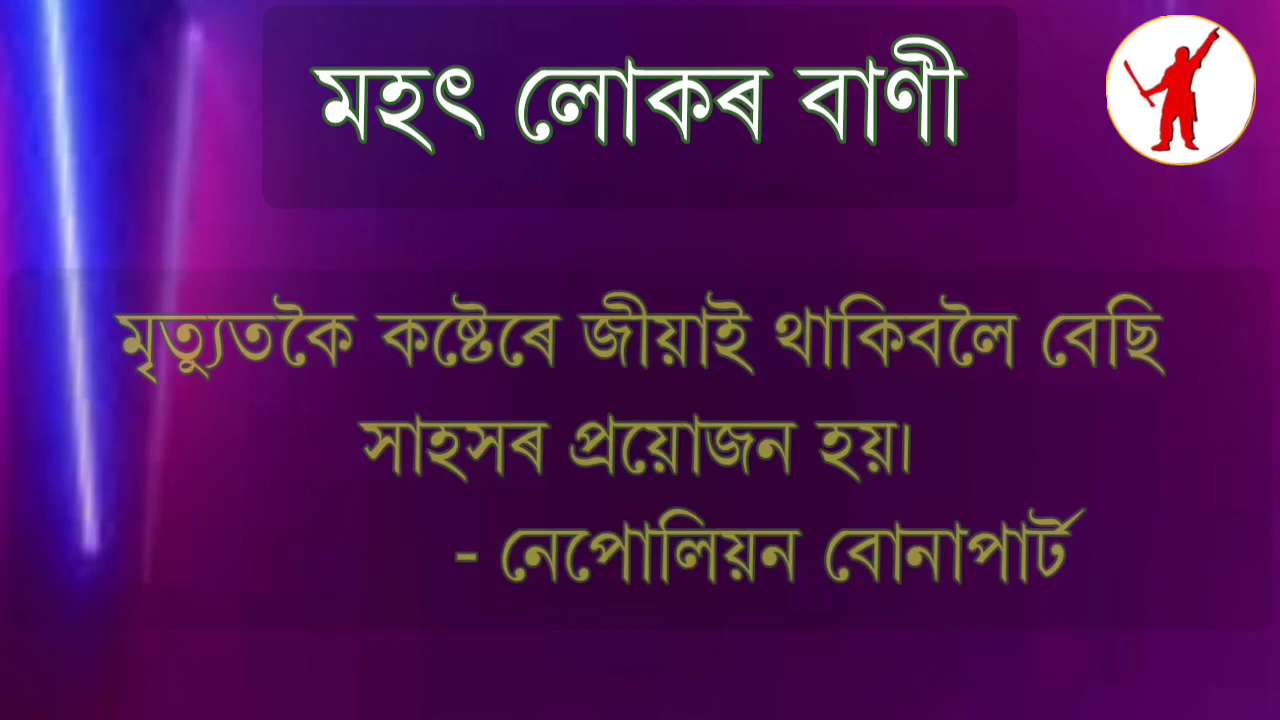 মহৎ লোকৰ বাণী
মৃত্যুতকৈ কষ্টেৰে জীয়াই থাকিবলৈ বেছি
সাহসৰ প্ৰয়োজন হয়।
- নেপোলিয়ন বোনাপাৰ্ট